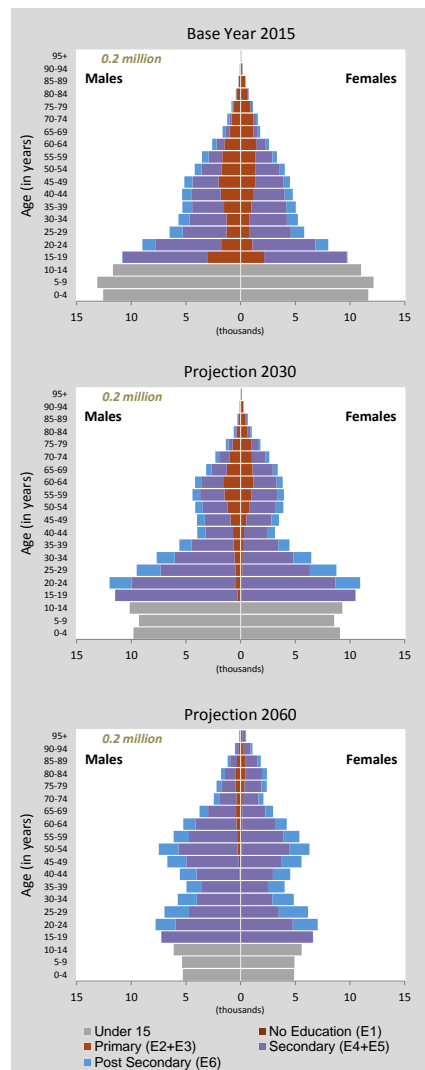 Base Year 2015
0.2 million
Males
Females
Age (in years)
95+
90-94
85-89
80-84
75-79
70-74
65-69
60-64
55-59
50-54
45-49
40-44
35-39
30-34
25-29
20-24
15-19
10-14
5-9
0-4
15 10 5 0 5 10 15
(thousands)
Projection 2030
0.2 million
Males
Females
Age (in years)
95+
90-94
85-89
80-84
75-79
70-74
65-69
60-64
55-59
50-54
45-49
40-44
35-39
30-34
25-29
20-24
15-19
10-14
5-9
0-4
15 10 5 0 5 10 15
(thousands)
Projection 2060
0.2 million
Males
Females
Age (in years)
95+
90-94
85-89
80-84
75-79
70-74
65-69
60-64
55-59
50-54
45-49
40-44
35-39
30-34
25-29
20-24
15-19
10-14
5-9
0-4
15 10 5 0 5 10 15
(thousands)
Under 15
No Education (E1)
Primary (E2+E3)
Secondary (E4+E5)
Post Secondary (E6)